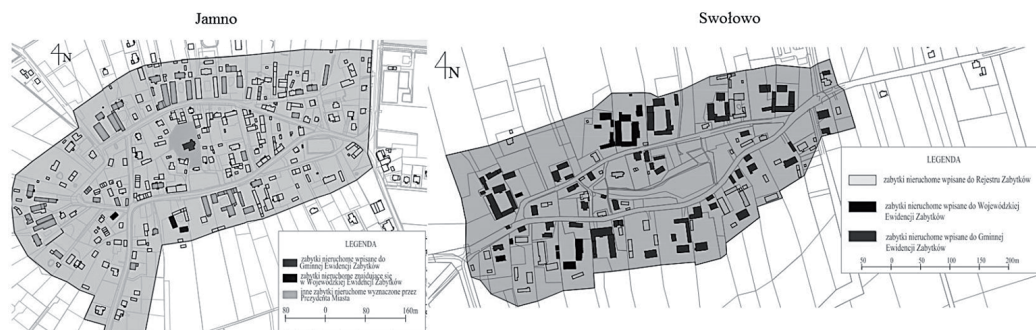 Jamno
Swołowo
N
N
LEGENDA
zabytki nieruchome wpisane do
Gminnej Ewidencji Zabytków
zabytki nieruchome znajdujące się
w Wojewódzkiej Ewidencji Zabytków
inne zabytki nieruchome wyznaczone przez
Prezydenta Miasta
80 0 80 160m
LEGENDA
zabytki nieruchome wpisane do Rejestru Zabytków
zabytki nieruchome wpisane do Wojewódzkiej
Ewidencji Zabytków
zabytki nieruchome wpisane do Gminnej
Ewidencji Zabytków
50 0 50 100 200m